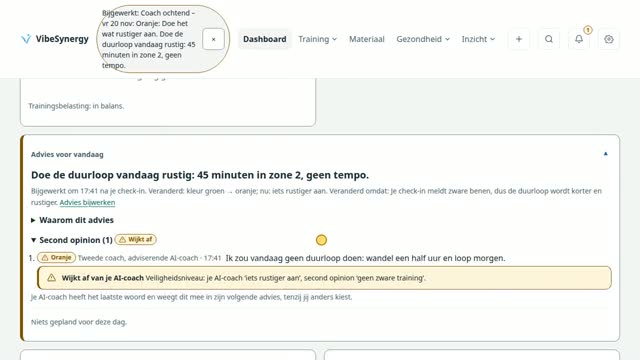 Bijgewerkt: Coach ochtend –
vr 20 nov: Oranje: Doe het
wat rustiger aan. Doe de
duurloop vandaag rustig: 45
minuten in zone 2, geen
tempo.
×
VibeSynergy
Dashboard
Training
Materiaal
Gezondheid
Inzicht
+
1
Trainingsbelasting: in balans.
Advies voor vandaag
Doe de duurloop vandaag rustig: 45 minuten in zone 2, geen tempo.
Bijgewerkt om 17:41 na je check-in. Veranderd: kleur groen → oranje; nu: iets rustiger aan. Veranderd omdat: Je check-in meldt zware benen, dus de duurloop wordt korter en
rustiger. Advies bijwerken
Waarom dit advies
Second opinion (1) Wijkt af
1. Oranje Tweede coach, adviserende AI-coach · 17:41 Ik zou vandaag geen duurloop doen: wandel een half uur en loop morgen.
Wijkt af van je AI-coach Veiligheidsniveau: je AI-coach ‘iets rustiger aan’, second opinion ‘geen zware training’.
Je AI-coach heeft het laatste woord en weegt dit mee in zijn volgende advies, tenzij jij anders kiest.
Niets gepland voor deze dag.